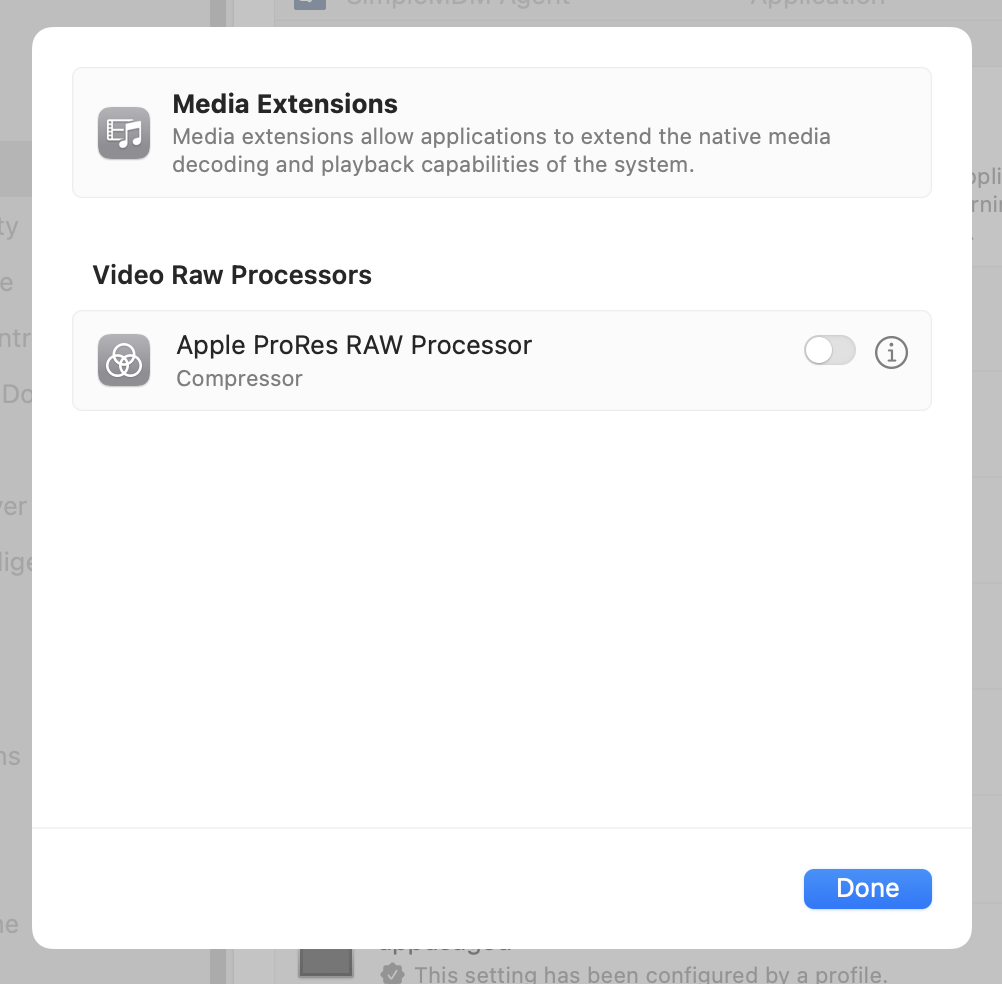 SimpleMDM Agent
Application
Media Extensions
Media extensions allow applications to extend the native media
decoding and playback capabilities of the system.
Video Raw Processors
Apple ProRes RAW Processor
Compressor
Done
This setting has been configured by a profile.